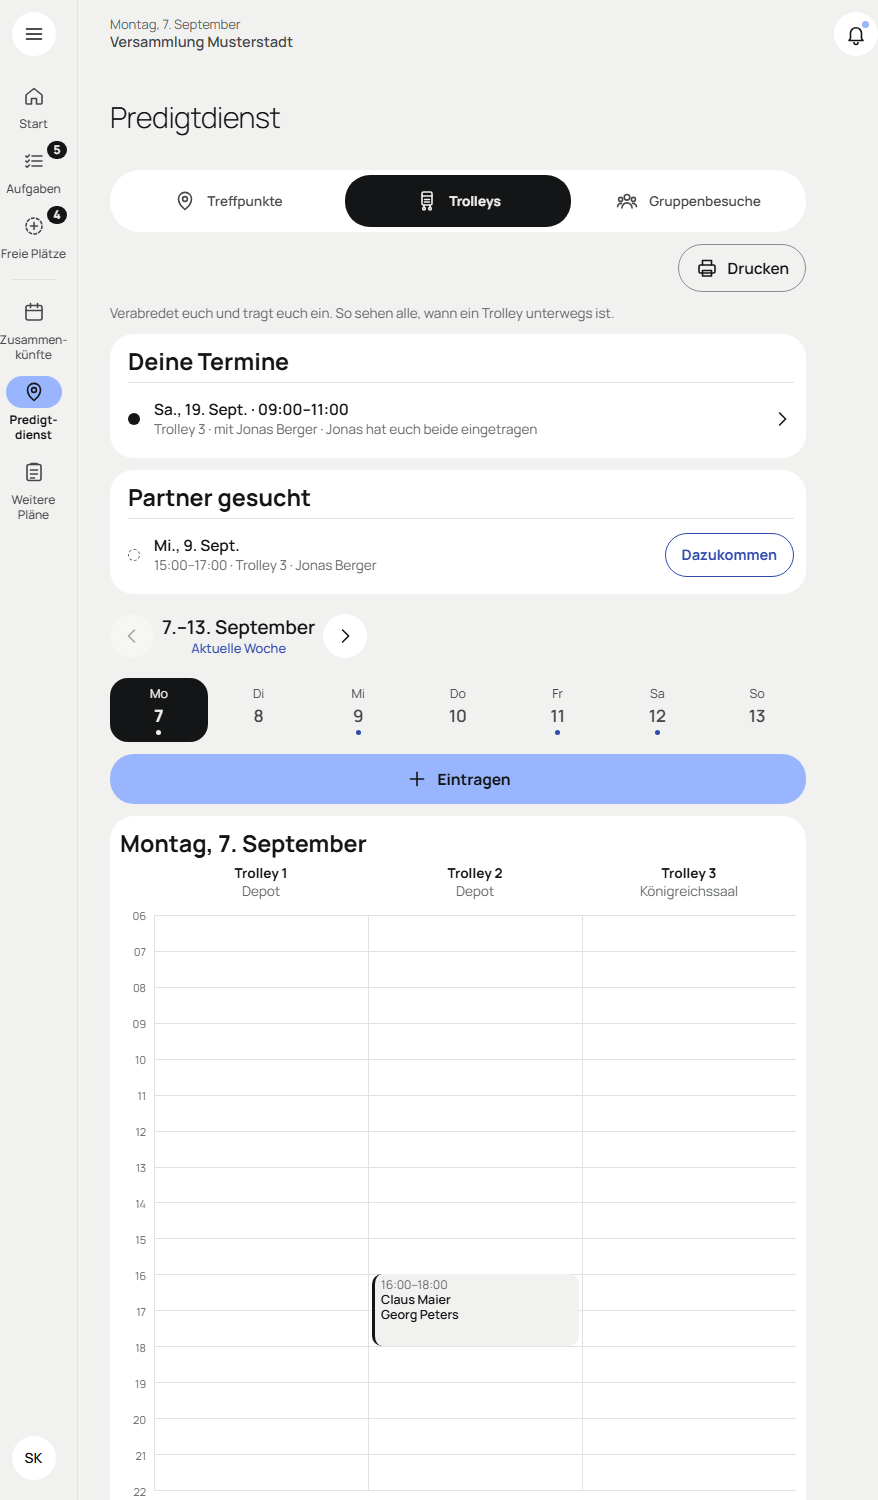 Montag, 7. September
Versammlung Musterstadt
Start
5
Aufgaben
4
Freie Plätze
Zusammen-
künfte
Predigt-
dienst
Weitere
Pläne
SK
Predigtdienst
Treffpunkte
Trolleys
Gruppenbesuche
Drucken
Verabredet euch und tragt euch ein. So sehen alle, wann ein Trolley unterwegs ist.
Deine Termine
Sa., 19. Sept. · 09:00–11:00
Trolley 3 · mit Jonas Berger · Jonas hat euch beide eingetragen
Partner gesucht
Mi., 9. Sept.
15:00–17:00 · Trolley 3 · Jonas Berger
Dazukommen
7.–13. September
Aktuelle Woche
Mo Di Mi Do Fr Sa So
7 8 9 10 11 12 13
Eintragen
Montag, 7. September
Trolley 1 Trolley 2 Trolley 3
Depot Depot Königreichssaal
06
07
08
09
10
11
12
13
14
15
16
16:00–18:00
Claus Maier
17
Georg Peters
18
19
20
21
22